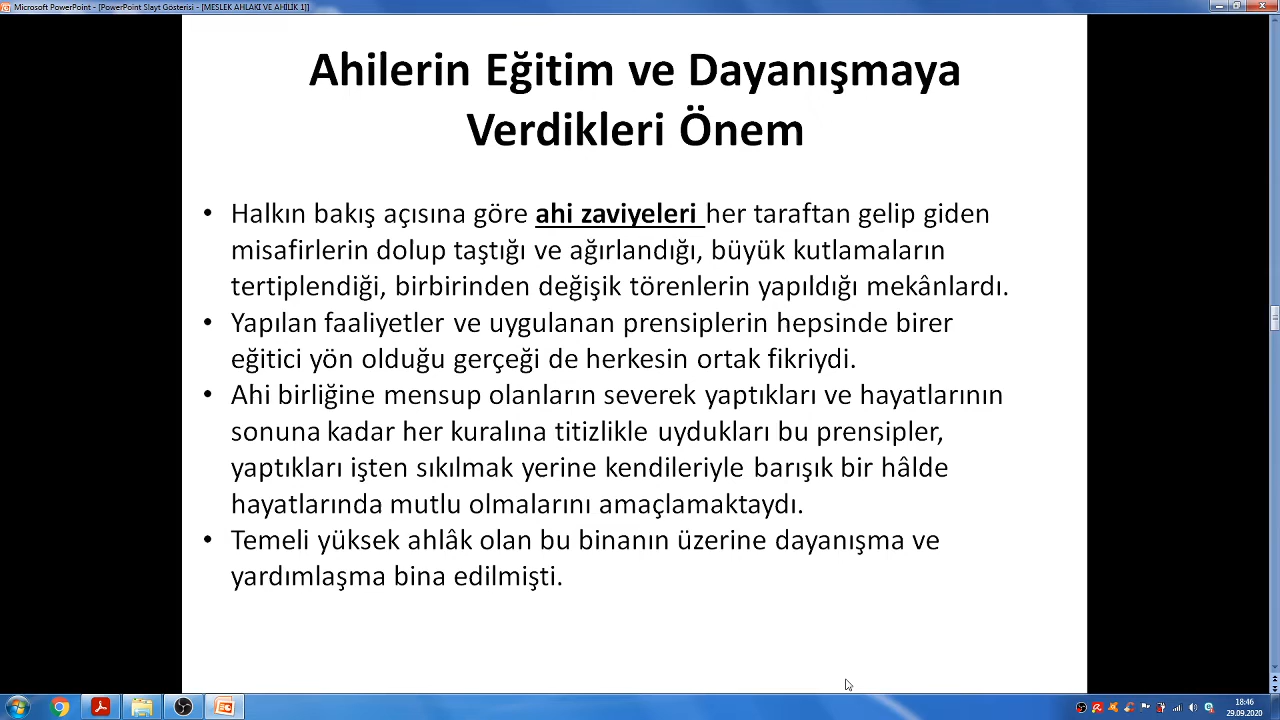 Microsoft PowerPoint - [PowerPoint Slayt Gösterisi - [MESLEK AHLAKI VE AHILIK 1]]
Ahilerin Eğitim ve Dayanışmaya
Verdikleri Önem
• Halkın bakış açısına göre ahi zaviyeleri her taraftan gelip giden
misafirlerin dolup taştığı ve ağırlandığı, büyük kutlamaların
tertiplendiği, birbirinden değişik törenlerin yapıldığı mekânlardı.
• Yapılan faaliyetler ve uygulanan prensiplerin hepsinde birer
eğitici yön olduğu gerçeği de herkesin ortak fikriydi.
• Ahi birliğine mensup olanların severek yaptıkları ve hayatlarının
sonuna kadar her kuralına titizlikle uydukları bu prensipler,
yaptıkları işten sıkılmak yerine kendileriyle barışık bir hâlde
hayatlarında mutlu olmalarını amaçlamaktaydı.
• Temeli yüksek ahlâk olan bu binanın üzerine dayanışma ve
yardımlaşma bina edilmişti.
18:46
29.09.2020